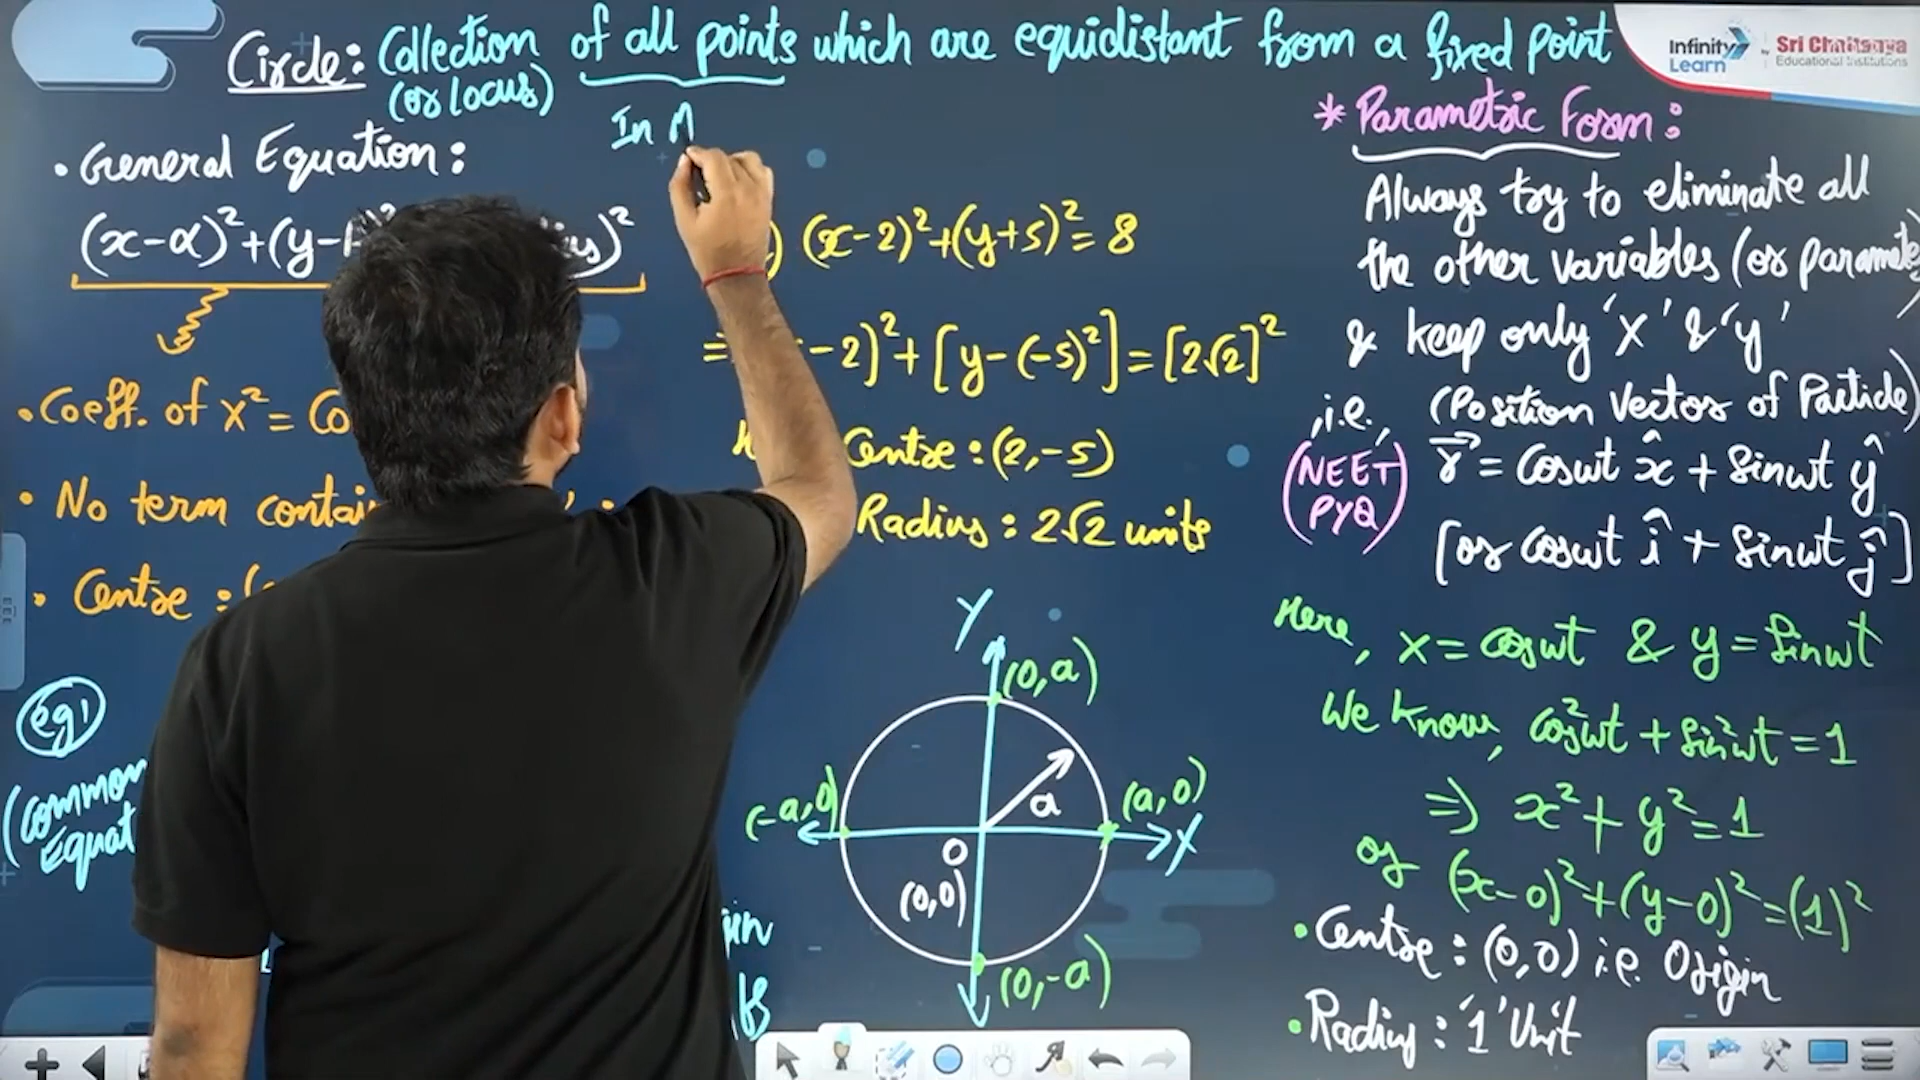 Circle: Collection of all points which are equidistant from a fixed point
(or locus)
In M
• General Equation:
(x-α)²+(y-
)²
• Coeff. of x² = Co
• No term contai
• Centre : (
eg1
(Common
Equat
(x-2)²+(y+5)²=8
⇒
-2]²+[y-(-5)²]=[2√2]²
Centre : (2,-5)
Radius : 2√2 units
Y
(0,a)
(-a,0)
a
(a,0)
X
O
(0,0)
(0,-a)
Infinity Learn by Sri Chaitanya Educational Institutions
* Parametric Form:
Always try to eliminate all
the other variables (or paramete
& keep only 'x' & 'y'
i.e., (Position Vector of Particle)
(NEET PYQ)
r⃗ = cosωt x̂ + sinωt ŷ
[or cosωt î + sinωt ĵ]
Here, x = cosωt & y = sinωt
We know, cos²ωt + sin²ωt = 1
⇒ x² + y² = 1
or (x-0)²+(y-0)²=(1)²
• Centre : (0,0) i.e. Origin
• Radius : '1' Unit